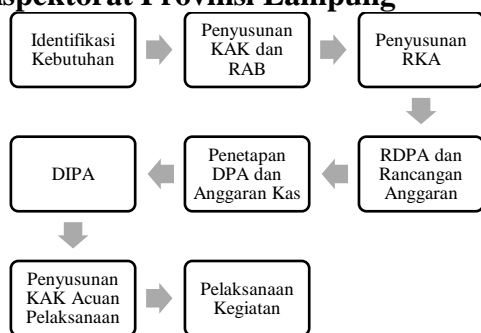 spektorat Provinsi Lampung
Identifikasi
Kebutuhan
Penyusunan
KAK dan
RAB
Penyusunan
RKA
RDPA dan
Rancangan
Anggaran
Penetapan
DPA dan
Anggaran Kas
DIPA
Penyusunan
KAK Acuan
Pelaksanaan
Pelaksanaan
Kegiatan